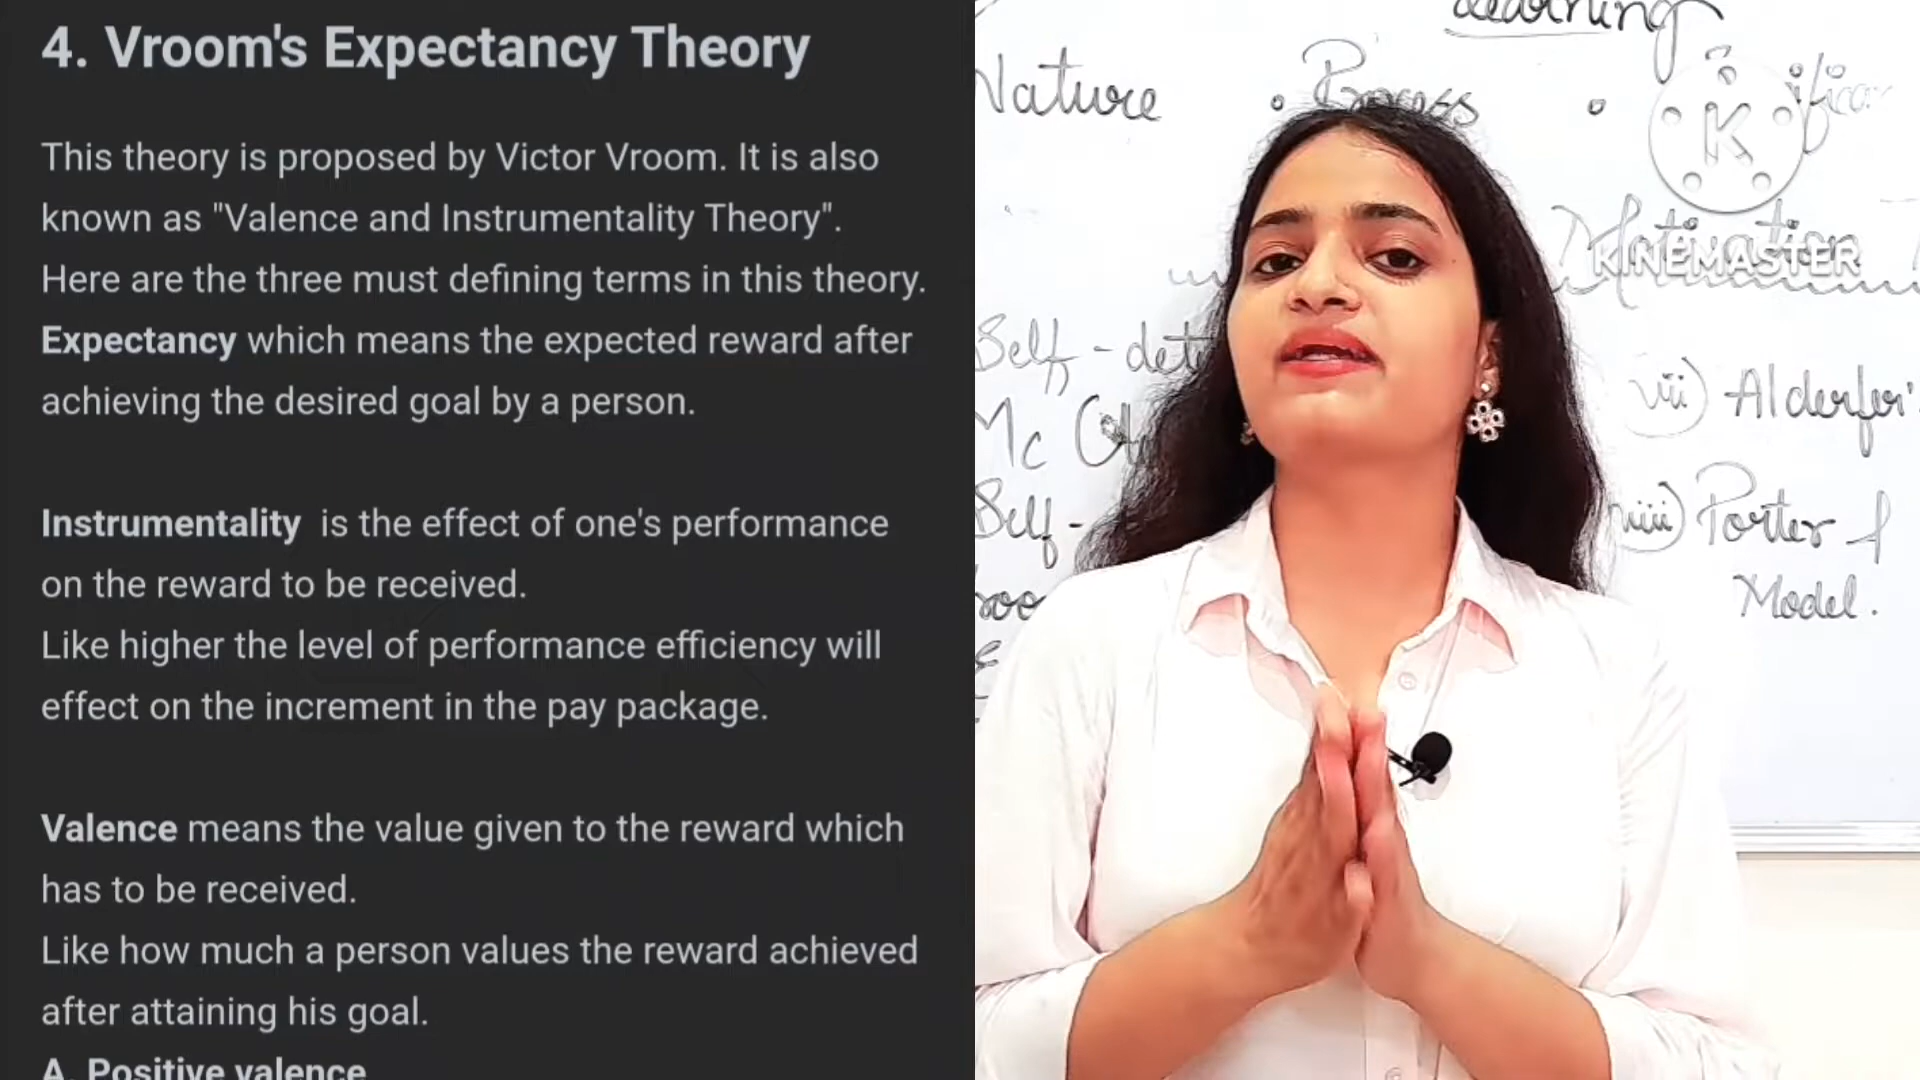 4. Vroom's Expectancy Theory
This theory is proposed by Victor Vroom. It is also
known as "Valence and Instrumentality Theory".
Here are the three must defining terms in this theory.
Expectancy which means the expected reward after
achieving the desired goal by a person.
Instrumentality is the effect of one's performance
on the reward to be received.
Like higher the level of performance efficiency will
effect on the increment in the pay package.
Valence means the value given to the reward which
has to be received.
Like how much a person values the reward achieved
after attaining his goal.
A. Positive valence
Learning
Nature • Process •
K
Motivation
KINEMASTER
Self - det
vii) Alderfer's
Mc
Self -
viii) Porter &
Model.